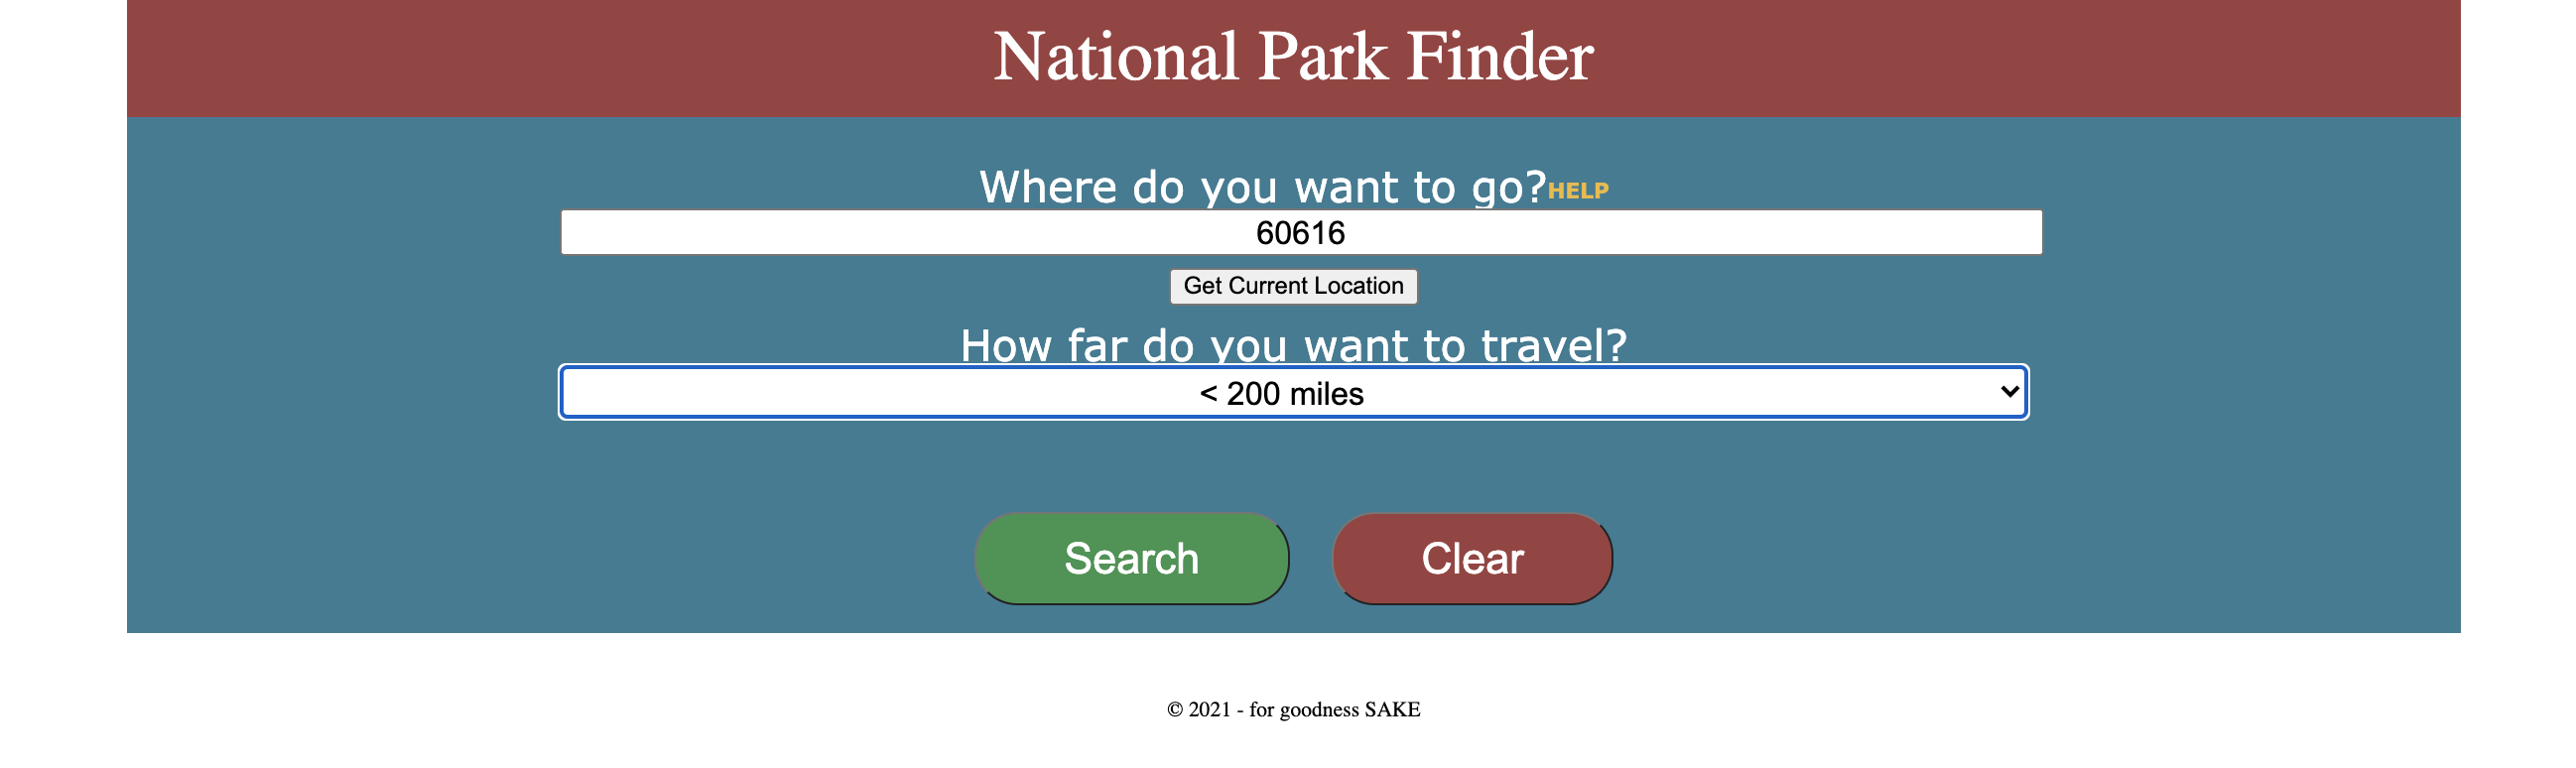 National Park Finder
Where do you want to go?HELP
60616
Get Current Location
How far do you want to travel?
< 200 miles
Search Clear
© 2021 - for goodness SAKE